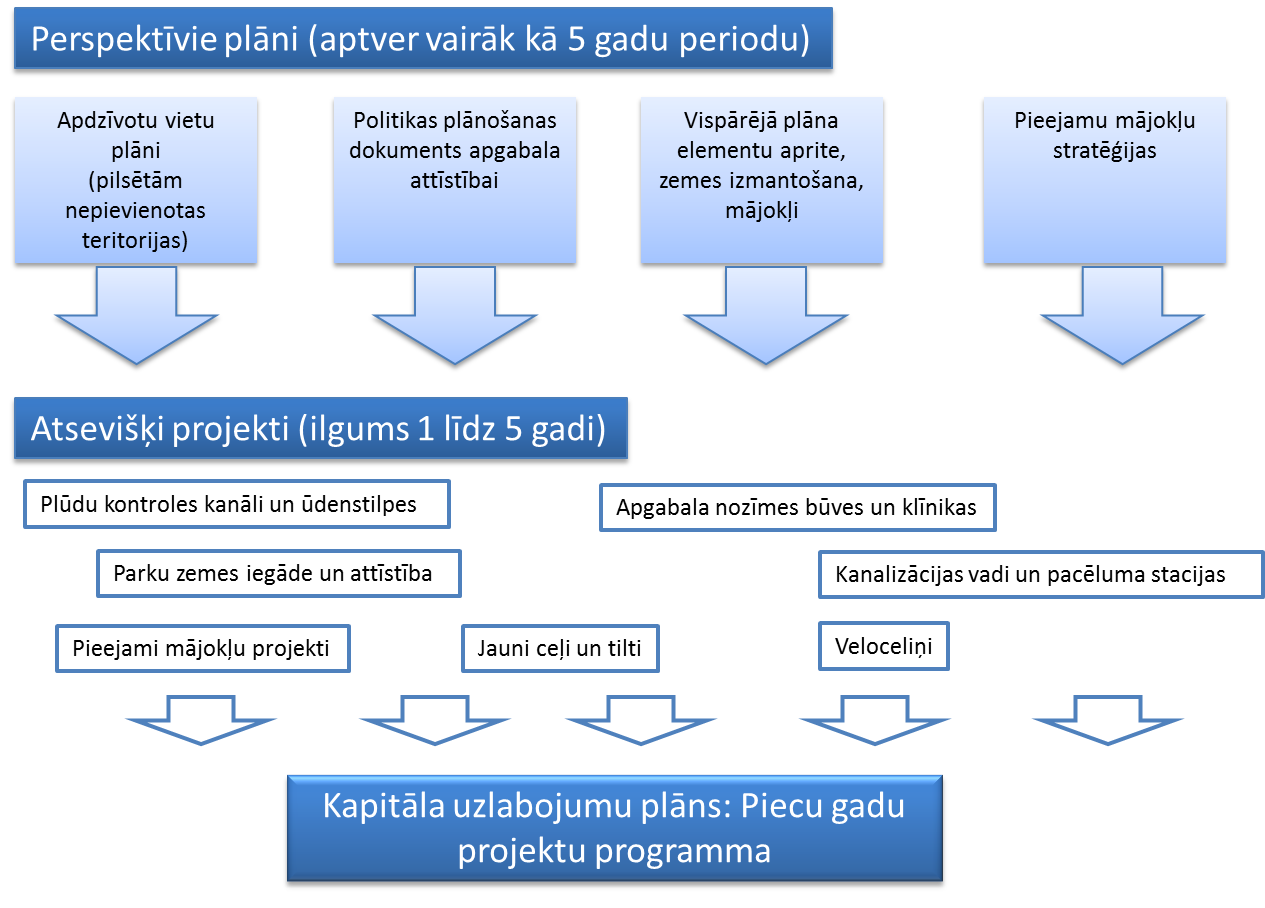 Perspektīvie plāni (aptver vairāk kā 5 gadu periodu)
Apdzīvotu vietu
plāni
(pilsētām
nepievienotas
teritorijas)
Politikas plānošanas
dokuments apgabala
attīstībai
Vispārējā plāna
elementu aprite,
zemes izmantošana,
mājokļi
Pieejamu mājokļu
stratēģijas
Atsevišķi projekti (ilgums 1 līdz 5 gadi)
Plūdu kontroles kanāli un ūdenstilpes
Apgabala nozīmes būves un klīnikas
Parku zemes iegāde un attīstība
Kanalizācijas vadi un pacēluma stacijas
Pieejami mājokļu projekti
Jauni ceļi un tilti
Veloceliņi
Kapitāla uzlabojumu plāns: Piecu gadu
projektu programma